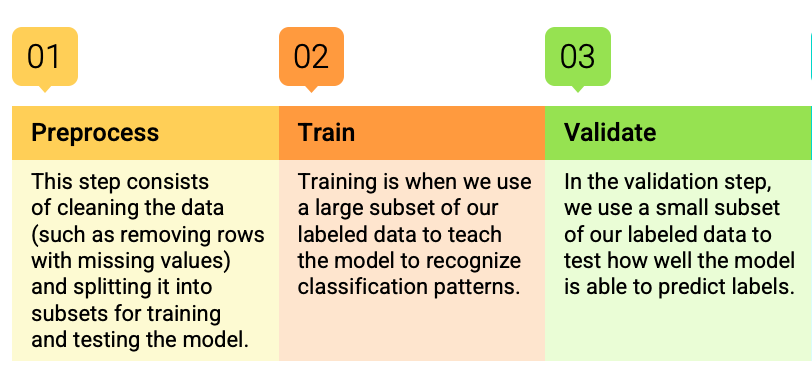 01
Preprocess
This step consists
of cleaning the data
(such as removing rows
with missing values)
and splitting it into
subsets for training
and testing the model.
02
Train
Training is when we use
a large subset of our
labeled data to teach
the model to recognize
classification patterns.
03
Validate
In the validation step,
we use a small subset
of our labeled data to
test how well the model
is able to predict labels.